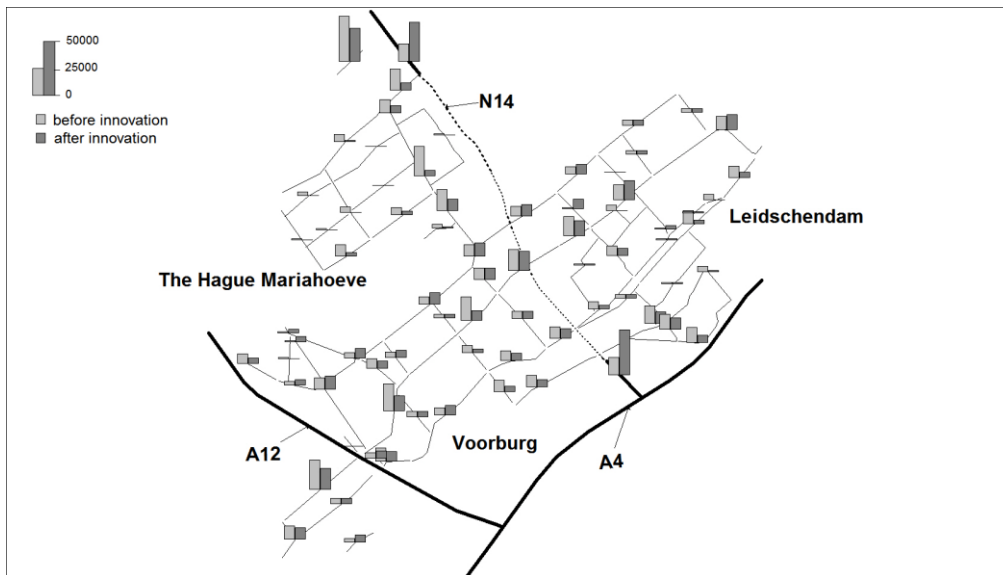 50000
25000
0
before innovation
after innovation
N14
Leidschendam
The Hague Mariahoeve
Voorburg
A12
A4